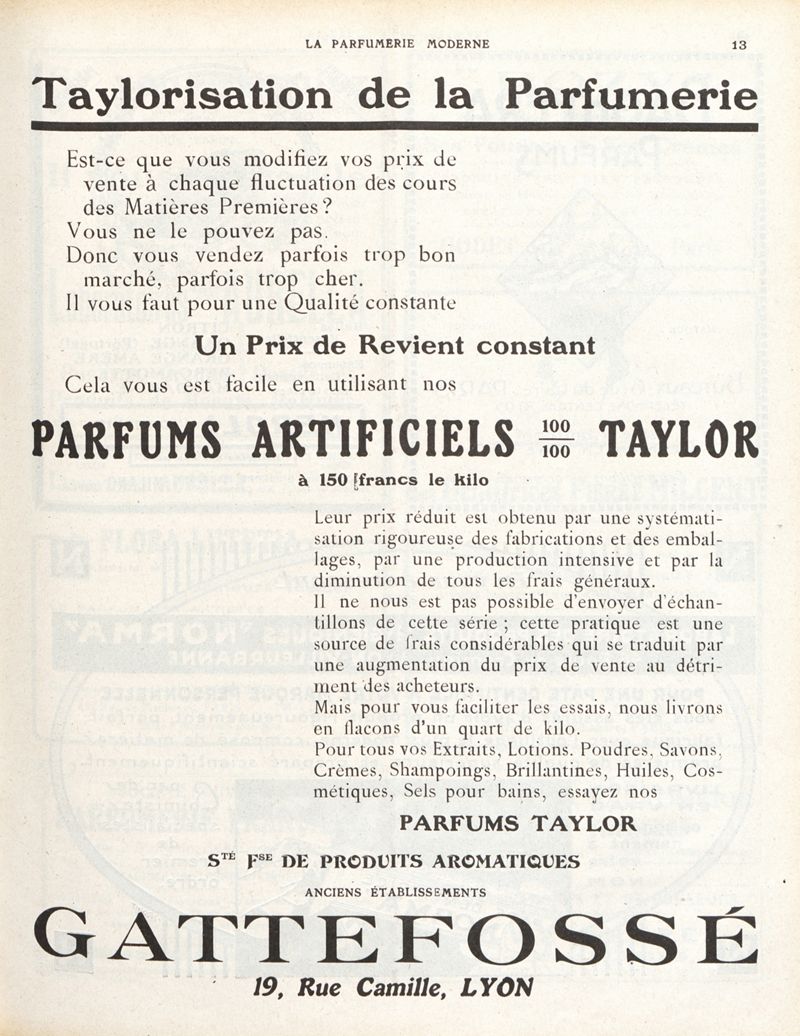 LA PARFUMERIE MODERNE
13
Taylorisation de la Parfumerie
Est-ce que vous modifiez vos prix de
vente à chaque fluctuation des cours
des Matières Premières ?
Vous ne le pouvez pas.
Donc vous vendez parfois trop bon
marché, parfois trop cher.
Il vous faut pour une Qualité constante
Un Prix de Revient constant
Cela vous est facile en utilisant nos
PARFUMS ARTIFICIELS 100/100 TAYLOR
à 150 francs le kilo
Leur prix réduit est obtenu par une systémati-
sation rigoureuse des fabrications et des embal-
lages, par une production intensive et par la
diminution de tous les frais généraux.
Il ne nous est pas possible d'envoyer d'échan-
tillons de cette série ; cette pratique est une
source de frais considérables qui se traduit par
une augmentation du prix de vente au détri-
ment des acheteurs.
Mais pour vous faciliter les essais, nous livrons
en flacons d'un quart de kilo.
Pour tous vos Extraits, Lotions. Poudres, Savons,
Crèmes, Shampoings, Brillantines, Huiles, Cos-
métiques, Sels pour bains, essayez nos
PARFUMS TAYLOR
STÉ FSE DE PRODUITS AROMATIQUES
ANCIENS ÉTABLISSEMENTS
GATTEFOSSÉ
19, Rue Camille, LYON